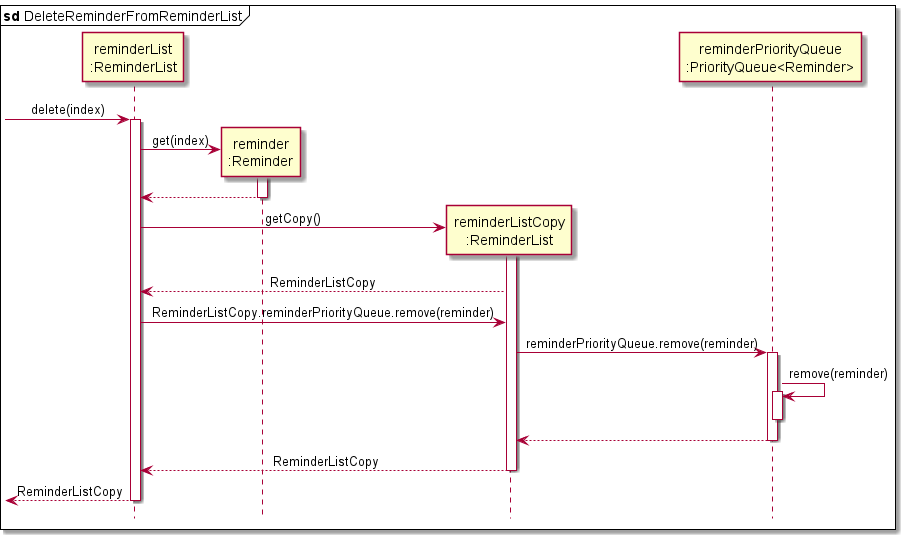 sd DeleteReminderFromReminderList
reminderList
:ReminderList
reminderPriorityQueue
:PriorityQueue<Reminder>
delete(index)
get(index)
reminder
:Reminder
getCopy()
reminderListCopy
:ReminderList
ReminderListCopy
ReminderListCopy.reminderPriorityQueue.remove(reminder)
reminderPriorityQueue.remove(reminder)
remove(reminder)
ReminderListCopy
ReminderListCopy